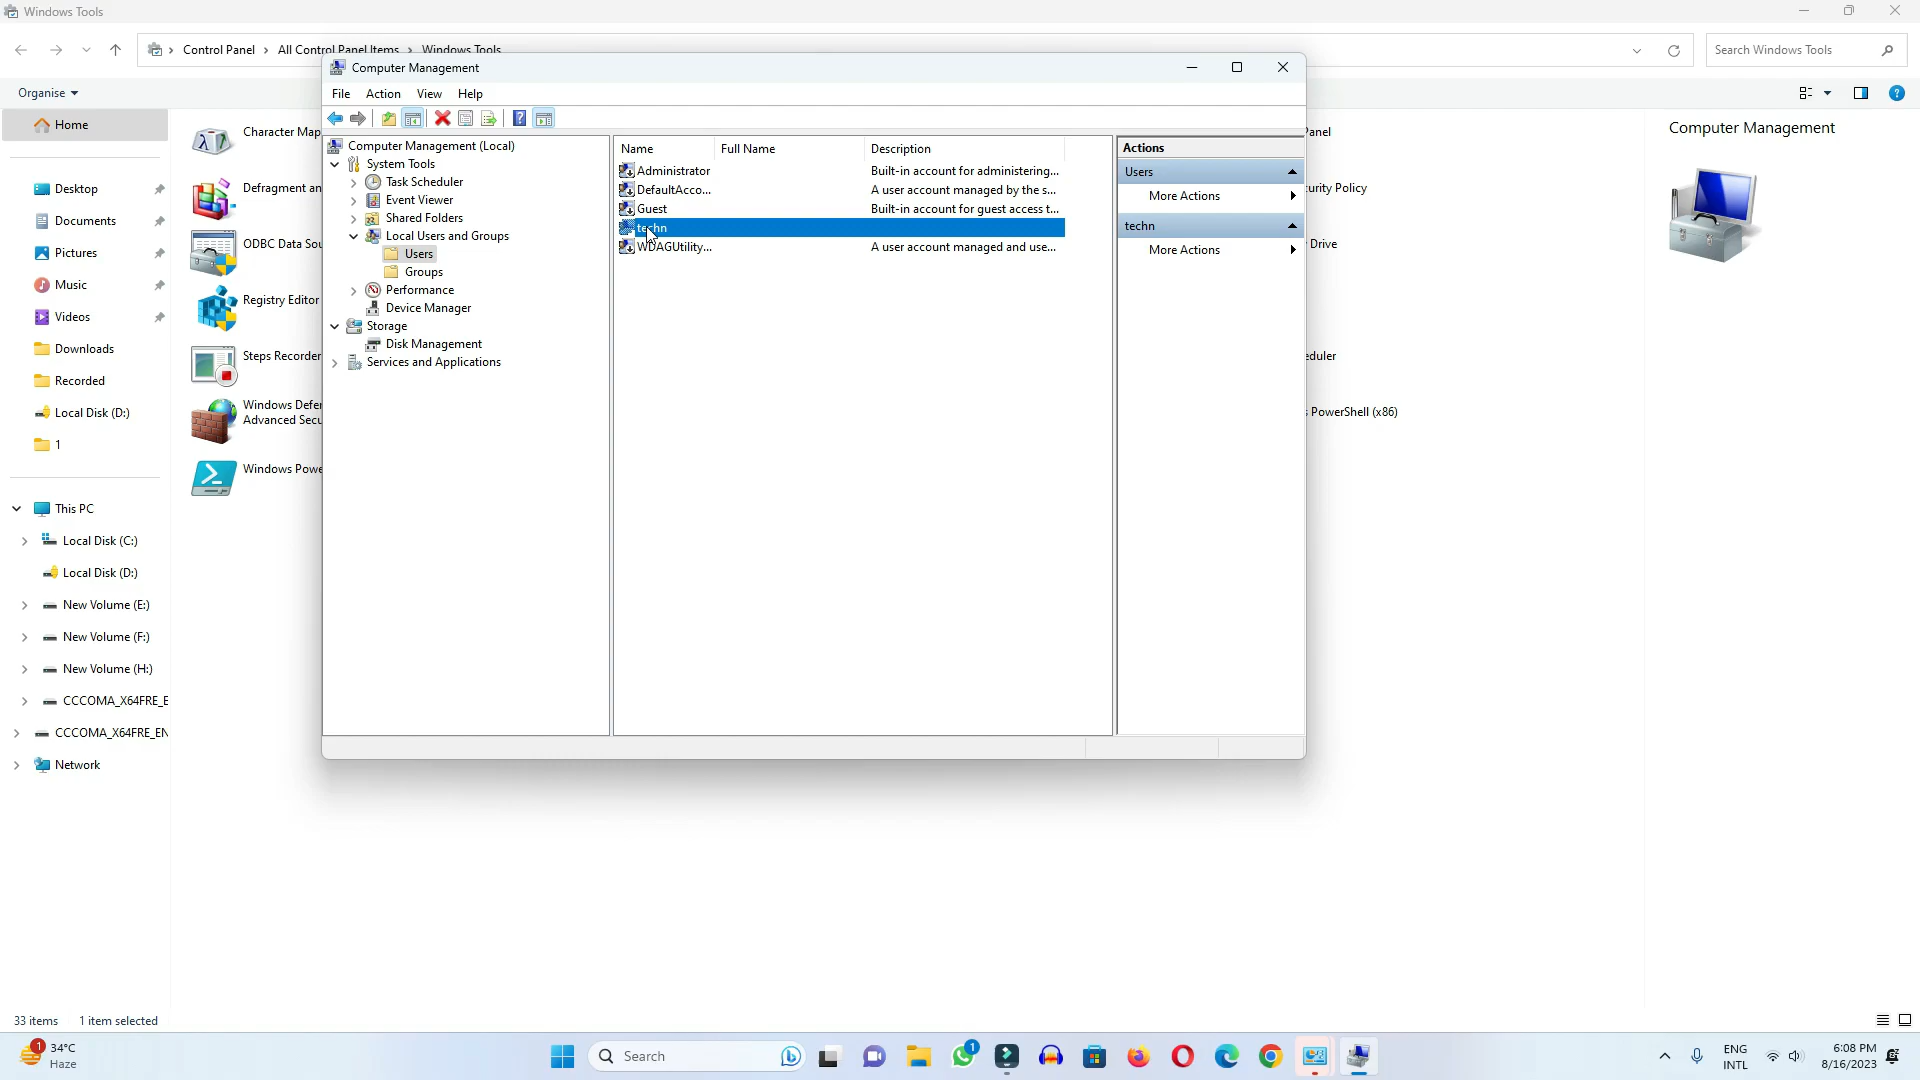 Windows Tools
Control Panel > All Control Panel Items > Windows Tools
Search Windows Tools
Organise
Home
Desktop
Documents
Pictures
Music
Videos
Downloads
Recorded
Local Disk (D:)
1
This PC
Local Disk (C:)
Local Disk (D:)
New Volume (E:)
New Volume (F:)
New Volume (H:)
CCCOMA_X64FRE_E
CCCOMA_X64FRE_EN
Network
Character Map
Defragment an
ODBC Data Sou
Registry Editor
Steps Recorder
Windows Defen
Advanced Secu
Windows Powe
Computer Management
File Action View Help
Computer Management (Local)
System Tools
Task Scheduler
Event Viewer
Shared Folders
Local Users and Groups
Users
Groups
Performance
Device Manager
Storage
Disk Management
Services and Applications
Name Full Name Description
Administrator Built-in account for administering...
DefaultAcco... A user account managed by the s...
Guest Built-in account for guest access t...
techn
WDAGUtility... A user account managed and use...
Actions
Users
More Actions
techn
More Actions
Panel
urity Policy
Drive
eduler
s PowerShell (x86)
Computer Management
33 items 1 item selected
1
34°C
Haze
Search
1
ENG
INTL
6:08 PM
8/16/2023